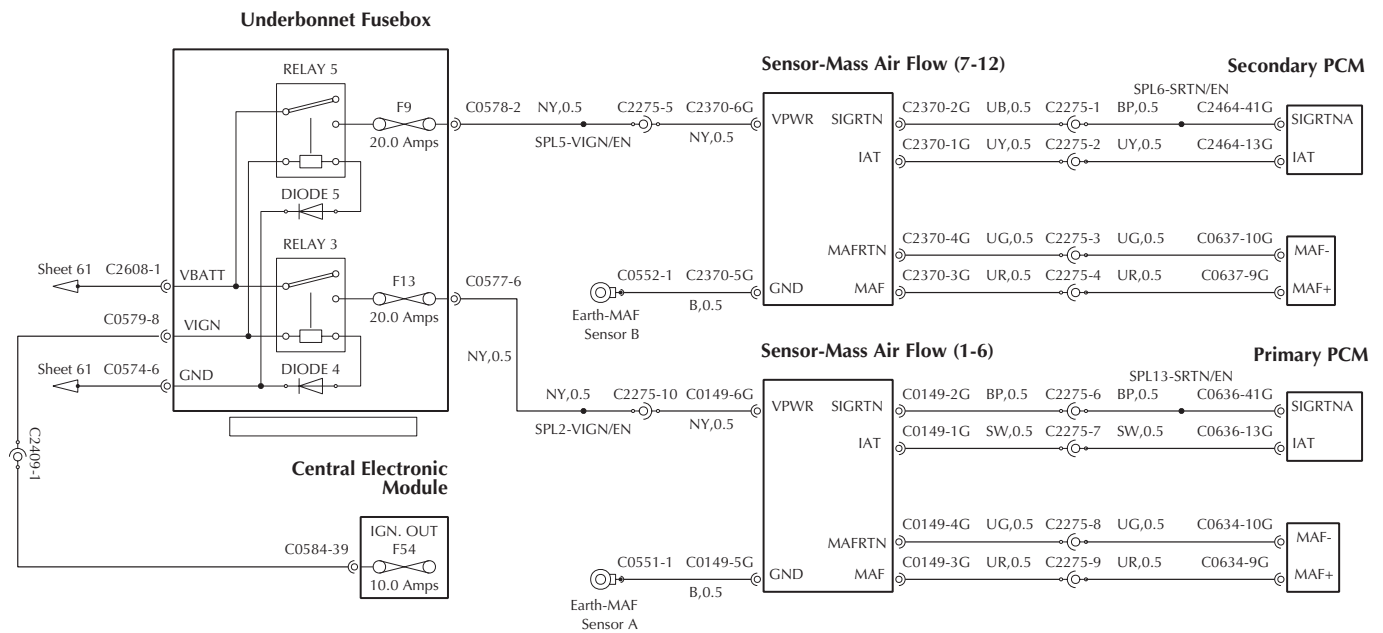 Underbonnet Fusebox
RELAY 5
F9
20.0 Amps
DIODE 5
RELAY 3
F13
20.0 Amps
DIODE 4
VBATT
VIGN
GND
Sheet 61 C2608-1
C0579-8
Sheet 61 C0574-6
C2409-1
Central Electronic
Module
IGN. OUT
F54
10.0 Amps
C0584-39
C0578-2 NY,0.5 C2275-5 C2370-6G
SPL5-VIGN/EN NY,0.5
C0577-6
NY,0.5
NY,0.5 C2275-10 C0149-6G
SPL2-VIGN/EN NY,0.5
Sensor-Mass Air Flow (7-12)
VPWR SIGRTN
IAT
MAFRTN
GND MAF
C0552-1 C2370-5G
B,0.5
Earth-MAF
Sensor B
Secondary PCM
SPL6-SRTN/EN
C2370-2G UB,0.5 C2275-1 BP,0.5 C2464-41G
SIGRTNA
C2370-1G UY,0.5 C2275-2 UY,0.5 C2464-13G
IAT
C2370-4G UG,0.5 C2275-3 UG,0.5 C0637-10G
MAF-
C2370-3G UR,0.5 C2275-4 UR,0.5 C0637-9G
MAF+
Sensor-Mass Air Flow (1-6)
VPWR SIGRTN
IAT
MAFRTN
GND MAF
C0551-1 C0149-5G
B,0.5
Earth-MAF
Sensor A
Primary PCM
SPL13-SRTN/EN
C0149-2G BP,0.5 C2275-6 BP,0.5 C0636-41G
SIGRTNA
C0149-1G SW,0.5 C2275-7 SW,0.5 C0636-13G
IAT
C0149-4G UG,0.5 C2275-8 UG,0.5 C0634-10G
MAF-
C0149-3G UR,0.5 C2275-9 UR,0.5 C0634-9G
MAF+